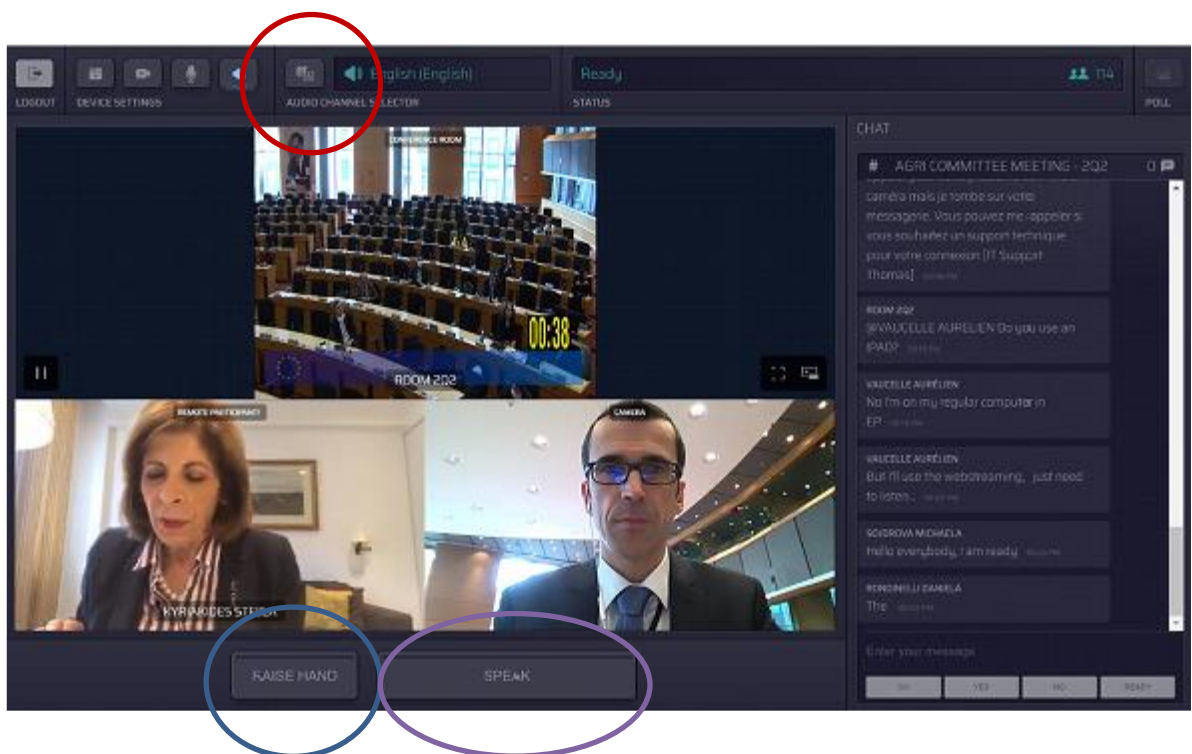 LOGOUT
DEVICE SETTINGS
AUDIO CHANNEL SELECTOR
English (English)
Ready
STATUS
114
POLL
CONFERENCE ROOM
00:38
ROOM 2Q2
REMOTE PARTICIPANT
KYRIAKIDES STELLA
CAMERA
RAISE HAND
SPEAK
CHAT
# AGRI COMMITTEE MEETING - 2Q2 0
caméra mais je tombe sur votre
messagerie. Vous pouvez me rappeler si
vous souhaitez un support technique
pour votre connexion [IT Support
Thomas]
ROOM 2Q2
@VAUCELLE AURELIEN Do you use an
IPAD?
VAUCELLE AURÉLIEN
No I'm on my regular computer in
EP!
VAUCELLE AURÉLIEN
But I'll use the webstreaming, just need
to listen...
SOJDROVA MICHAELA
Hello everybody, I am ready
RONDINELLI DANIELA
The
Enter your message
YES
NO
READY